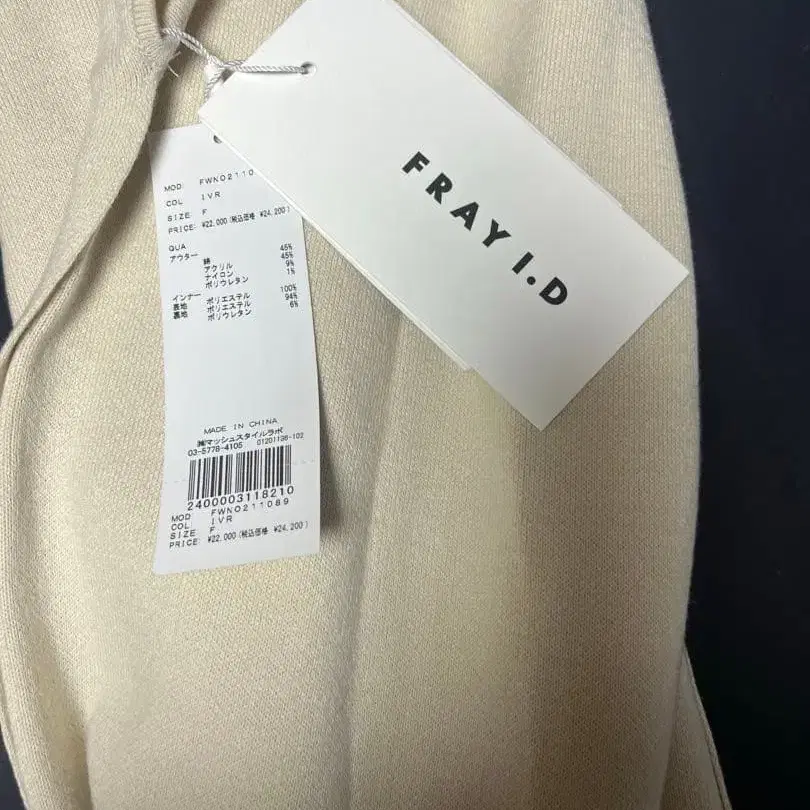 FRAY I.D
MOD FWNO2110
COL IVR
SIZE F
PRICE: ¥22,000 (税込価格 ¥24,200)
QUA
アウター 綿 45%
アクリル 45%
ナイロン 9%
ポリウレタン 1%
インナー
表地 ポリエステル 100%
裏地 ポリエステル 94%
ポリウレタン 6%
MADE IN CHINA
㈱マッシュスタイルラボ
03-5778-4105 01201136-102
2400003118210
MOD FWNO211089
COL IVR
SIZE F
PRICE: ¥22,000 (税込価格 ¥24,200)